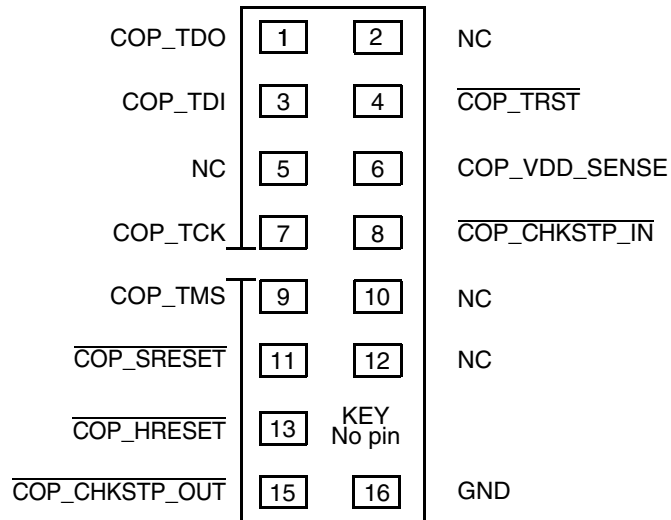 COP_TDO 1 2 NC
COP_TDI 3 4 COP_TRST
NC 5 6 COP_VDD_SENSE
COP_TCK 7 8 COP_CHKSTP_IN
COP_TMS 9 10 NC
COP_SRESET 11 12 NC
COP_HRESET 13 KEY
No pin
COP_CHKSTP_OUT 15 16 GND